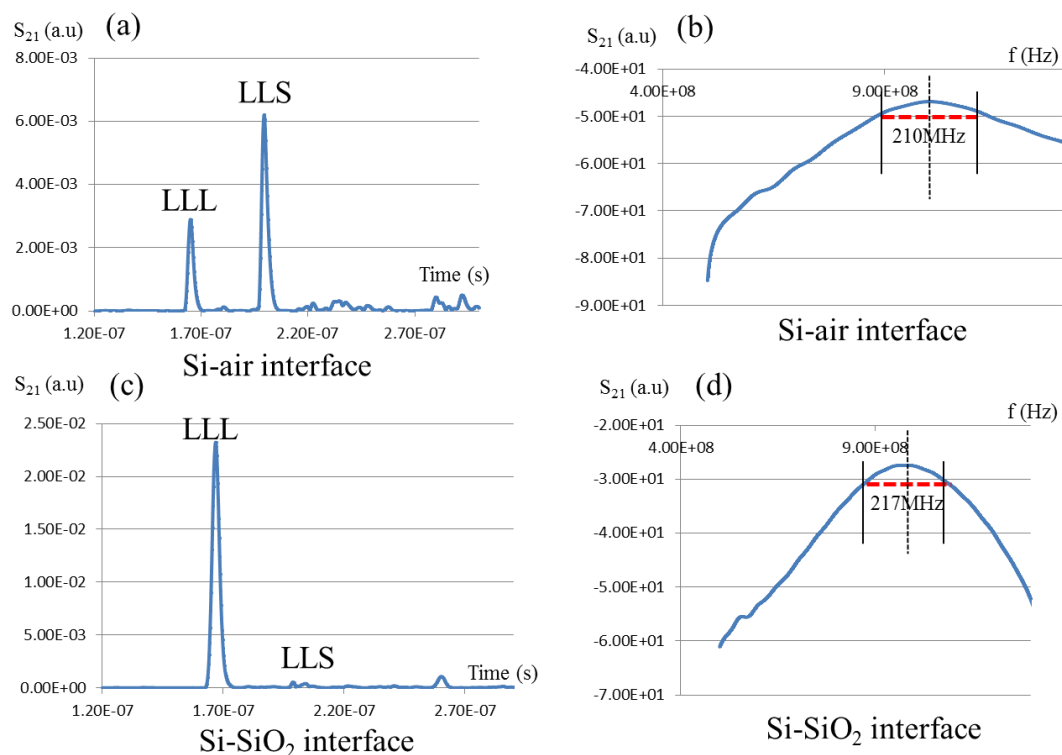 S21 (a.u)
(a)
8.00E-03
6.00E-03
4.00E-03
2.00E-03
0.00E+00
LLS
LLL
Time (s)
1.20E-07 1.70E-07 2.20E-07 2.70E-07
Si-air interface
S21 (a.u)
(b)
f (Hz)
-4.00E+01
4.00E+08 9.00E+08
-5.00E+01
210MHz
-6.00E+01
-7.00E+01
-8.00E+01
-9.00E+01
Si-air interface
S21 (a.u)
(c)
LLL
2.50E-02
2.00E-02
1.50E-02
1.00E-02
5.00E-03
LLS
Time (s)
0.00E+00
1.20E-07 1.70E-07 2.20E-07 2.70E-07
Si-SiO2 interface
S21 (a.u)
(d)
f (Hz)
-2.00E+01
4.00E+08 9.00E+08
-3.00E+01
217MHz
-4.00E+01
-5.00E+01
-6.00E+01
-7.00E+01
Si-SiO2 interface